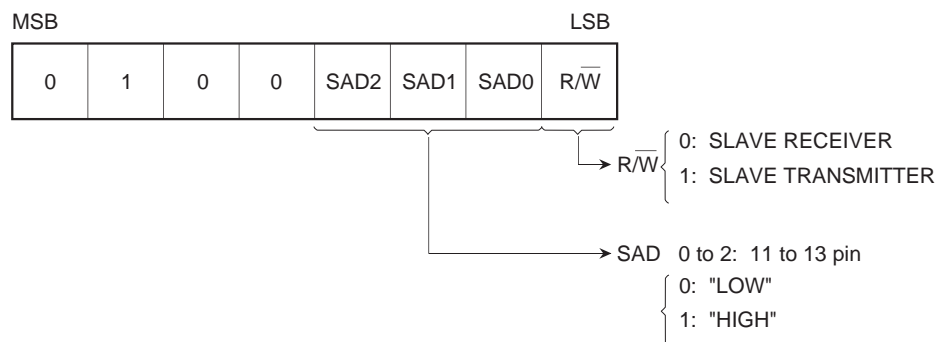 MSB LSB
0 1 0 0 SAD2 SAD1 SAD0 R/W̅
R/W̅ 0: SLAVE RECEIVER
1: SLAVE TRANSMITTER
SAD 0 to 2: 11 to 13 pin
0: "LOW"
1: "HIGH"